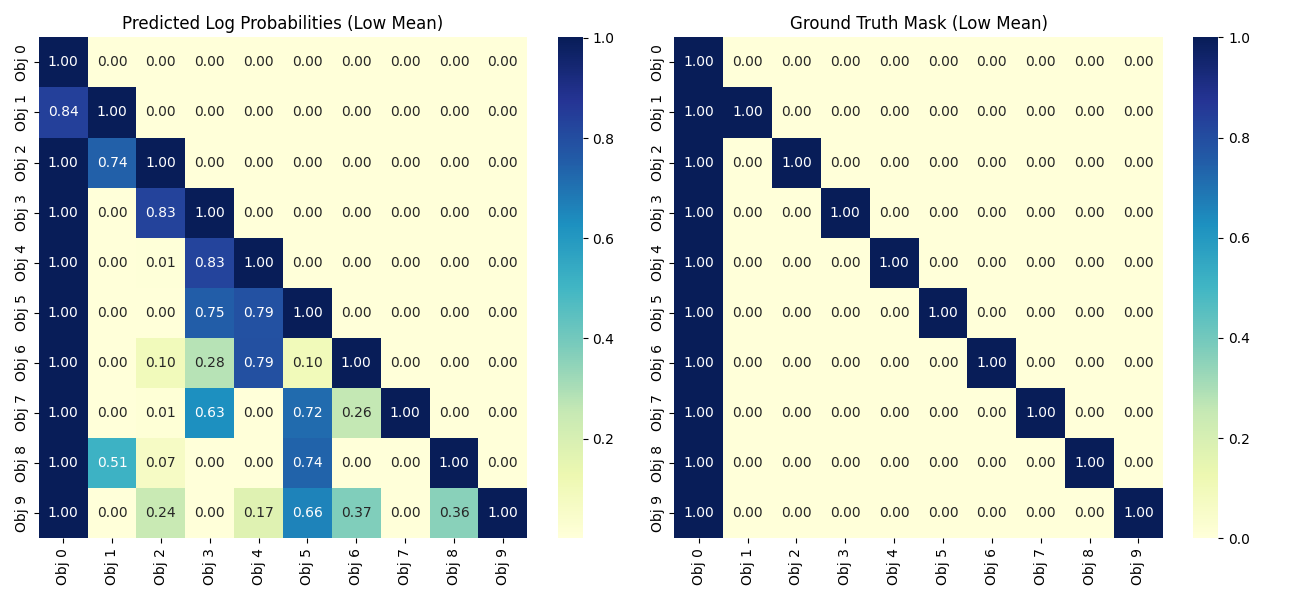 Predicted Log Probabilities (Low Mean)
Obj 0 1.00 0.00 0.00 0.00 0.00 0.00 0.00 0.00 0.00 0.00
Obj 1 0.84 1.00 0.00 0.00 0.00 0.00 0.00 0.00 0.00 0.00
Obj 2 1.00 0.74 1.00 0.00 0.00 0.00 0.00 0.00 0.00 0.00
Obj 3 1.00 0.00 0.83 1.00 0.00 0.00 0.00 0.00 0.00 0.00
Obj 4 1.00 0.00 0.01 0.83 1.00 0.00 0.00 0.00 0.00 0.00
Obj 5 1.00 0.00 0.00 0.75 0.79 1.00 0.00 0.00 0.00 0.00
Obj 6 1.00 0.00 0.10 0.28 0.79 0.10 1.00 0.00 0.00 0.00
Obj 7 1.00 0.00 0.01 0.63 0.00 0.72 0.26 1.00 0.00 0.00
Obj 8 1.00 0.51 0.07 0.00 0.00 0.74 0.00 0.00 1.00 0.00
Obj 9 1.00 0.00 0.24 0.00 0.17 0.66 0.37 0.00 0.36 1.00
Obj 0 Obj 1 Obj 2 Obj 3 Obj 4 Obj 5 Obj 6 Obj 7 Obj 8 Obj 9
1.0
0.8
0.6
0.4
0.2
Ground Truth Mask (Low Mean)
Obj 0 1.00 0.00 0.00 0.00 0.00 0.00 0.00 0.00 0.00 0.00
Obj 1 1.00 1.00 0.00 0.00 0.00 0.00 0.00 0.00 0.00 0.00
Obj 2 1.00 0.00 1.00 0.00 0.00 0.00 0.00 0.00 0.00 0.00
Obj 3 1.00 0.00 0.00 1.00 0.00 0.00 0.00 0.00 0.00 0.00
Obj 4 1.00 0.00 0.00 0.00 1.00 0.00 0.00 0.00 0.00 0.00
Obj 5 1.00 0.00 0.00 0.00 0.00 1.00 0.00 0.00 0.00 0.00
Obj 6 1.00 0.00 0.00 0.00 0.00 0.00 1.00 0.00 0.00 0.00
Obj 7 1.00 0.00 0.00 0.00 0.00 0.00 0.00 1.00 0.00 0.00
Obj 8 1.00 0.00 0.00 0.00 0.00 0.00 0.00 0.00 1.00 0.00
Obj 9 1.00 0.00 0.00 0.00 0.00 0.00 0.00 0.00 0.00 1.00
Obj 0 Obj 1 Obj 2 Obj 3 Obj 4 Obj 5 Obj 6 Obj 7 Obj 8 Obj 9
1.0
0.8
0.6
0.4
0.2
0.0